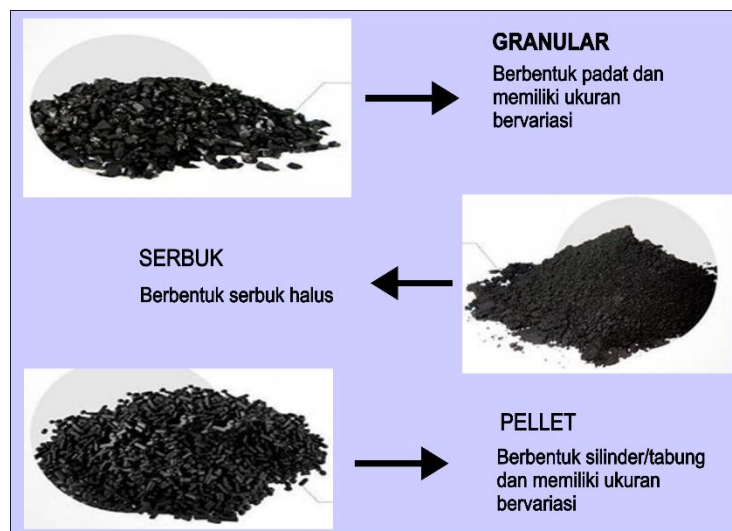 GRANULAR
Berbentuk padat dan
memiliki ukuran
bervariasi
SERBUK
Berbentuk serbuk halus
PELLET
Berbentuk silinder/tabung
dan memiliki ukuran
bervariasi